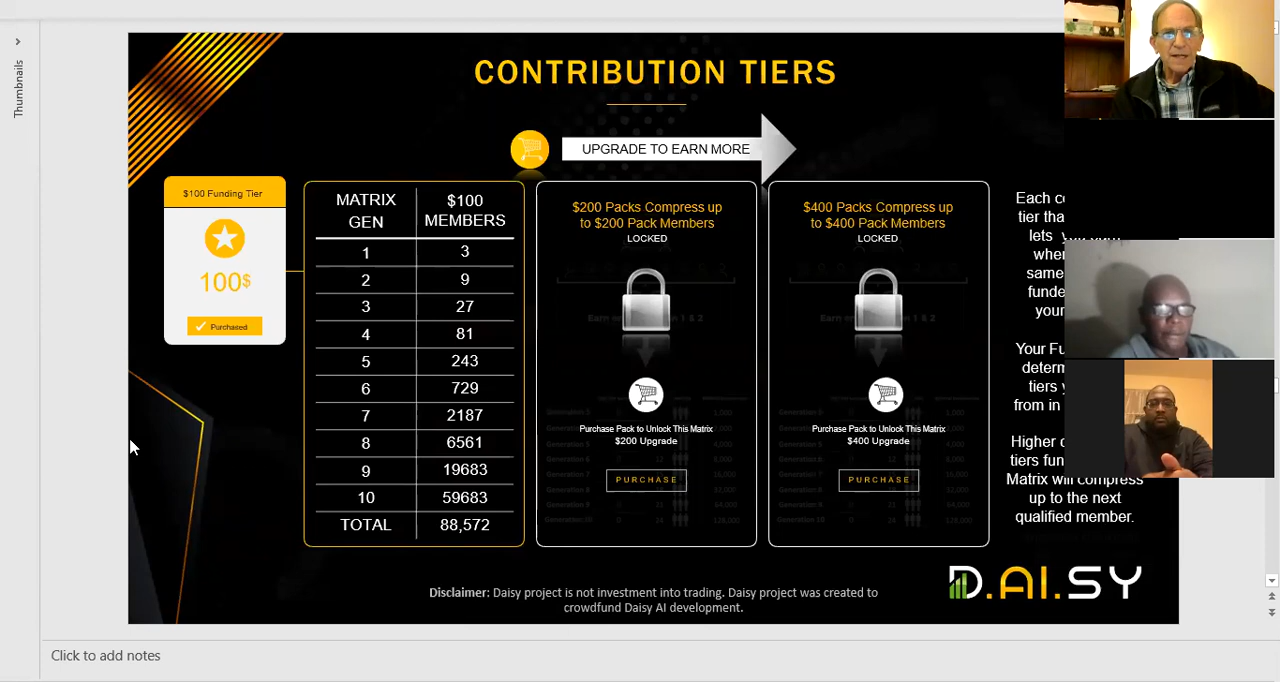 Thumbnails
CONTRIBUTION TIERS
UPGRADE TO EARN MORE
$100 Funding Tier
100$
Purchased
MATRIX GEN
$100 MEMBERS
1 3
2 9
3 27
4 81
5 243
6 729
7 2187
8 6561
9 19683
10 59683
TOTAL 88,572
$200 Packs Compress up
to $200 Pack Members
LOCKED
Purchase Pack to Unlock This Matrix
$200 Upgrade
PURCHASE
$400 Packs Compress up
to $400 Pack Members
LOCKED
Purchase Pack to Unlock This Matrix
$400 Upgrade
PURCHASE
Each
tier tha
lets
whe
same
funde
you
Your Fu
determ
tiers
from in
Higher
tiers fun
Matrix will compress
up to the next
qualified member.
D.AI.SY
Disclaimer: Daisy project is not investment into trading. Daisy project was created to
crowdfund Daisy AI development.
Click to add notes